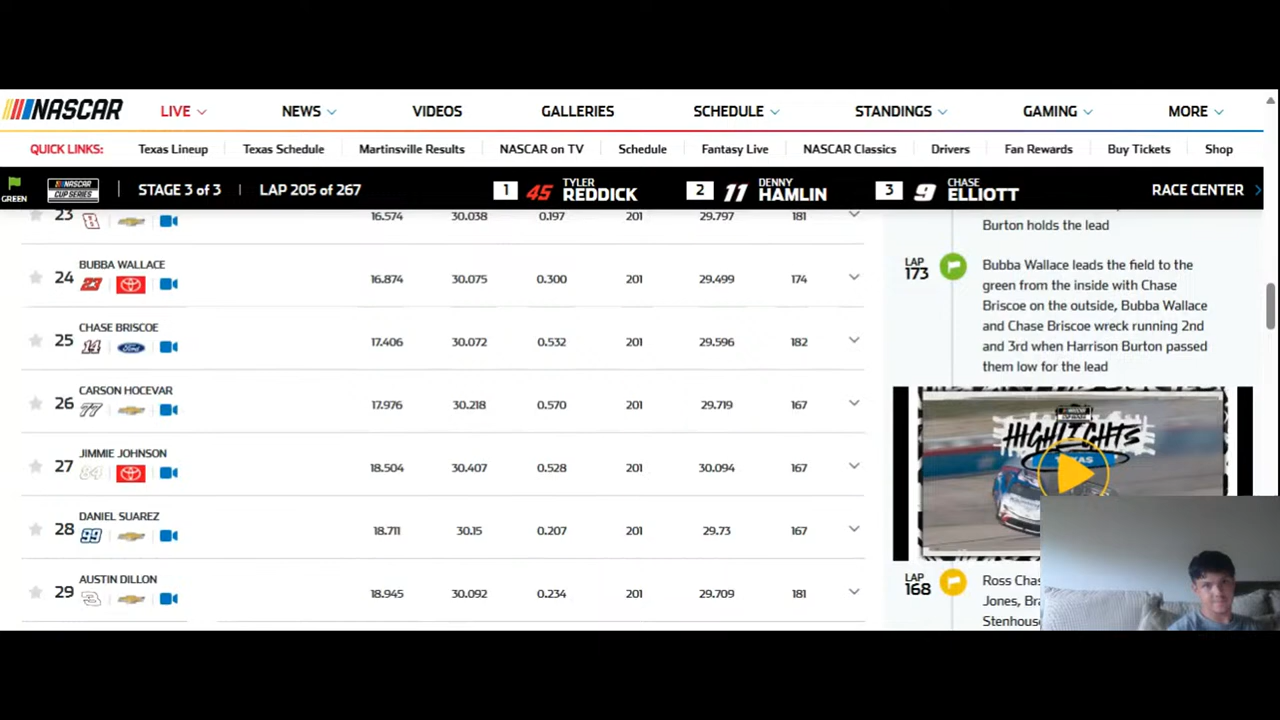 NASCAR
LIVE NEWS VIDEOS GALLERIES SCHEDULE STANDINGS GAMING MORE
QUICK LINKS: Texas Lineup Texas Schedule Martinsville Results NASCAR on TV Schedule Fantasy Live NASCAR Classics Drivers Fan Rewards Buy Tickets Shop
GREEN NASCAR CUP SERIES STAGE 3 of 3 LAP 205 of 267 1 45 TYLER REDDICK 2 11 DENNY HAMLIN 3 9 CHASE ELLIOTT RACE CENTER
23 8 16.574 30.038 0.197 201 29.797 181
BUBBA WALLACE
24 23 16.874 30.075 0.300 201 29.499 174
CHASE BRISCOE
25 14 17.406 30.072 0.532 201 29.596 182
CARSON HOCEVAR
26 77 17.976 30.218 0.570 201 29.719 167
JIMMIE JOHNSON
27 84 18.504 30.407 0.528 201 30.094 167
DANIEL SUAREZ
28 99 18.711 30.15 0.207 201 29.73 167
AUSTIN DILLON
29 3 18.945 30.092 0.234 201 29.709 181
Burton holds the lead
LAP 173
Bubba Wallace leads the field to the
green from the inside with Chase
Briscoe on the outside, Bubba Wallace
and Chase Briscoe wreck running 2nd
and 3rd when Harrison Burton passed
them low for the lead
HIGHLIGHTS
TEXAS
LAP 168
Ross Chas
Jones, Bra
Stenhouse